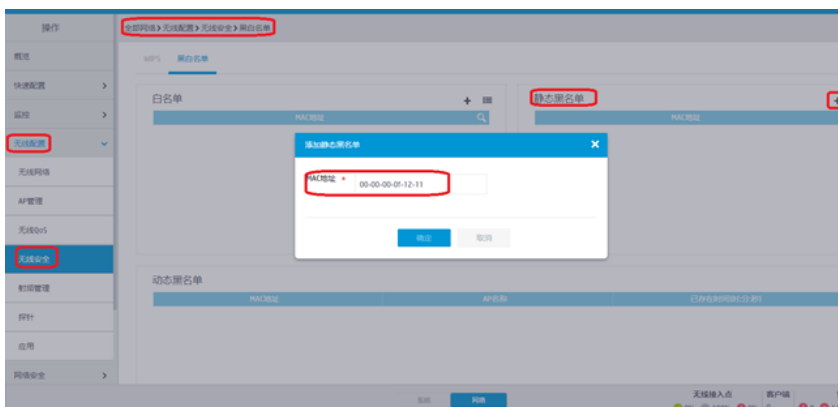 操作
全部网络>无线配置>无线安全>黑白名单
概览
WPS 黑白名单
快速配置
白名单
静态黑名单
监控
MAC地址
MAC地址
无线配置
添加静态黑名单
无线网络
MAC地址 *
00-00-00-0f-12-11
AP管理
无线QoS
确定 取消
无线安全
动态黑名单
射频管理
MAC地址 AP名称
探针
应用
网络安全
系统 网络
无线接入点 客户端